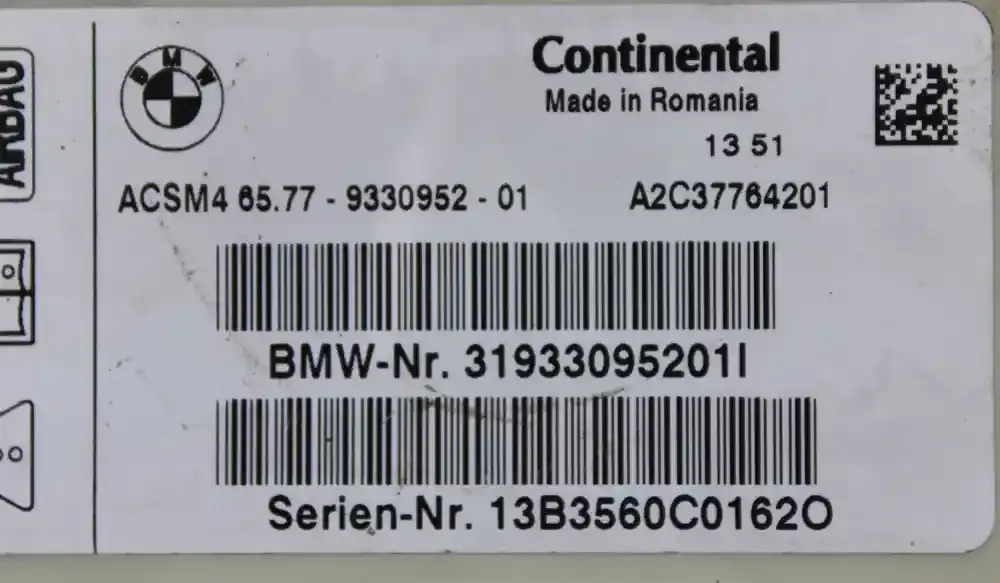 AIRBAG
BMW
Continental
Made in Romania
13 51
ACSM4 65.77 - 9330952 - 01 A2C37764201
BMW-Nr. 31933095201I
Serien-Nr. 13B3560C0162O